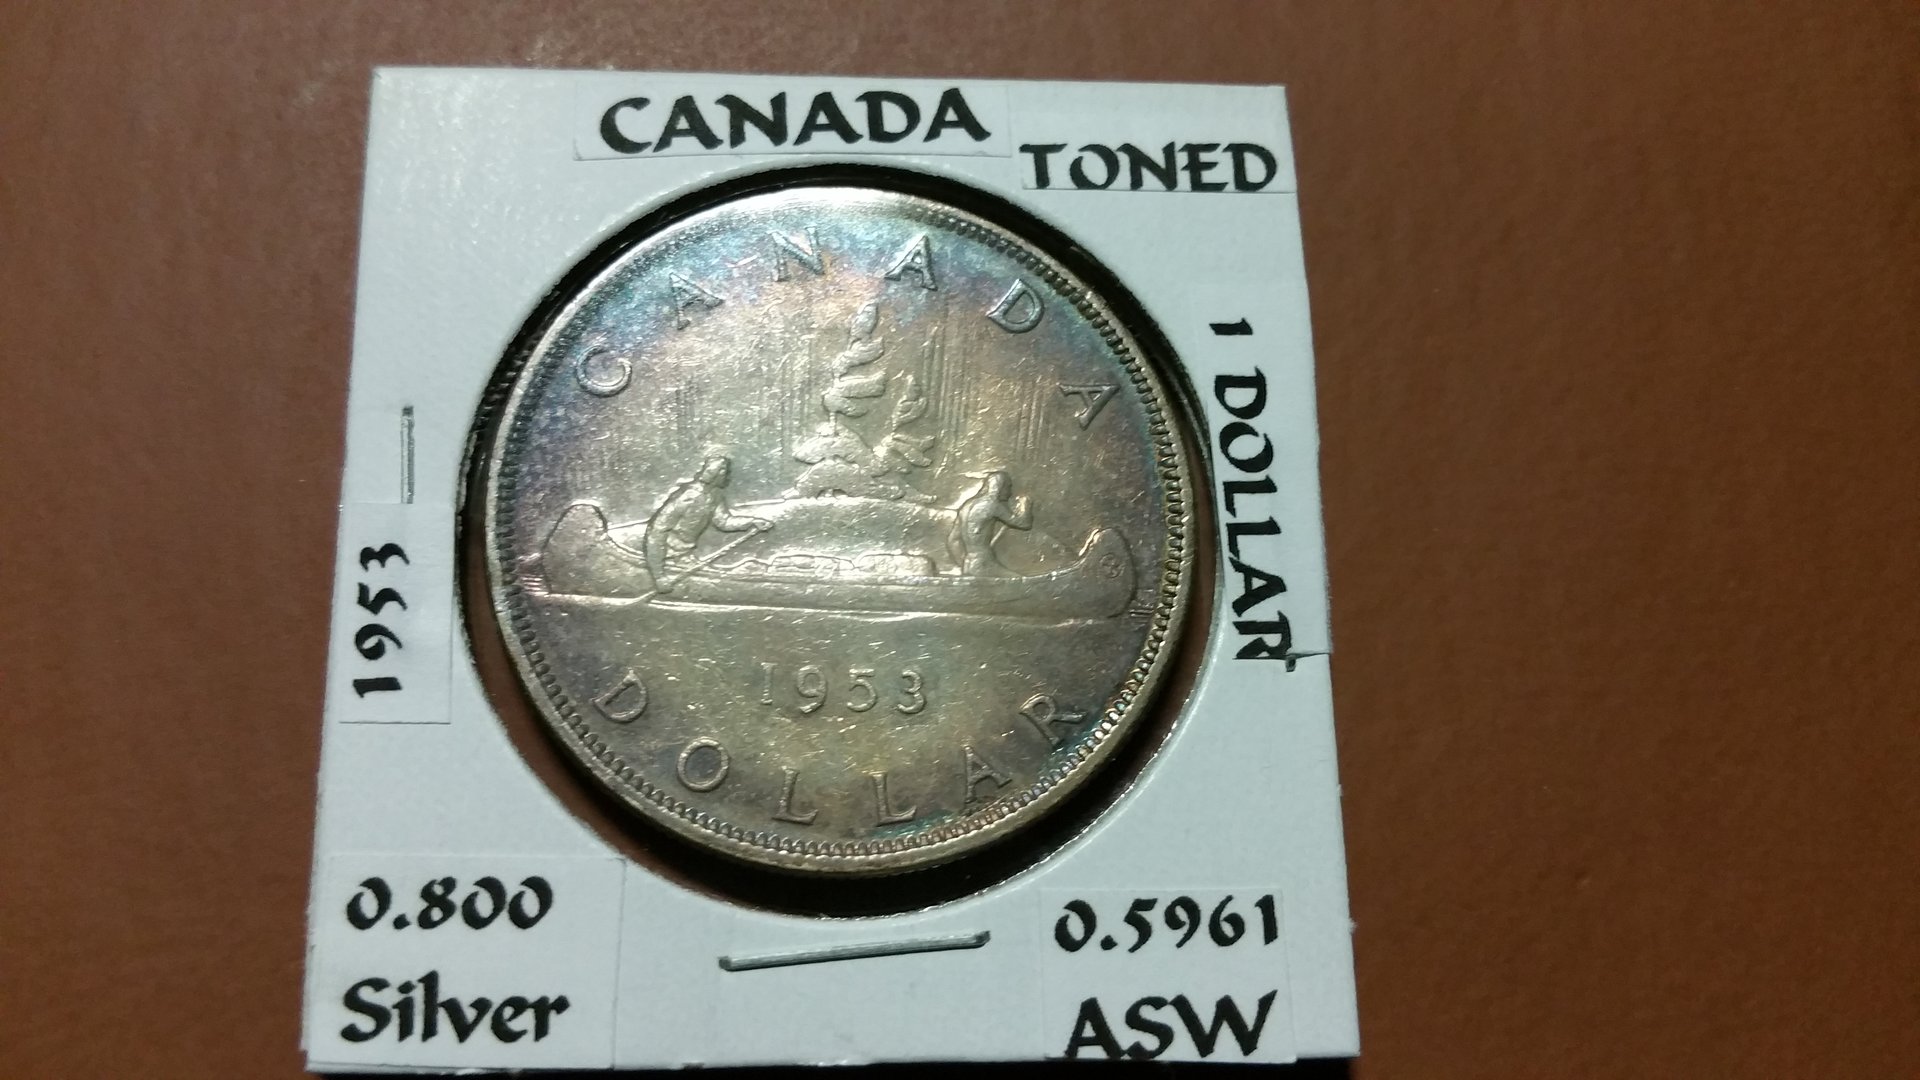 CANADA
TONED
1 DOLLAR
1953
CANADA
1953
DOLLAR
0.800
Silver
0.5961
ASW